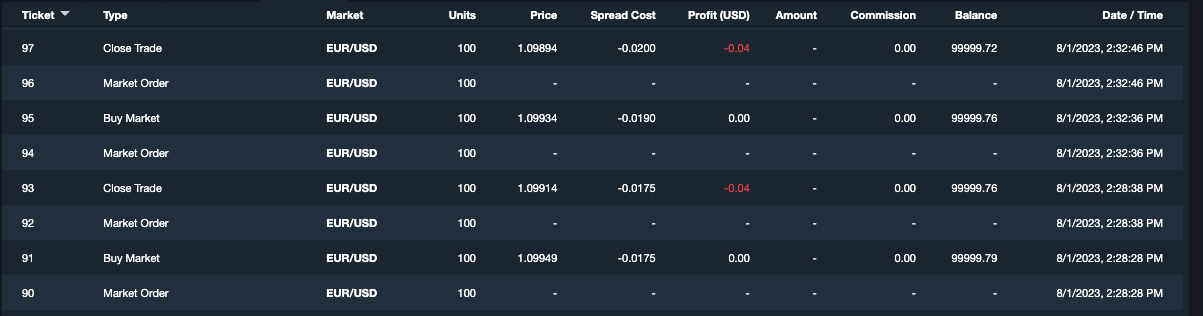 Ticket Type Market Units Price Spread Cost Profit (USD) Amount Commission Balance Date / Time
97 Close Trade EUR/USD 100 1.09894 -0.0200 -0.04 - 0.00 99999.72 8/1/2023, 2:32:46 PM
96 Market Order EUR/USD 100 - - - - - - 8/1/2023, 2:32:46 PM
95 Buy Market EUR/USD 100 1.09934 -0.0190 0.00 - 0.00 99999.76 8/1/2023, 2:32:36 PM
94 Market Order EUR/USD 100 - - - - - - 8/1/2023, 2:32:36 PM
93 Close Trade EUR/USD 100 1.09914 -0.0175 -0.04 - 0.00 99999.76 8/1/2023, 2:28:38 PM
92 Market Order EUR/USD 100 - - - - - - 8/1/2023, 2:28:38 PM
91 Buy Market EUR/USD 100 1.09949 -0.0175 0.00 - 0.00 99999.79 8/1/2023, 2:28:28 PM
90 Market Order EUR/USD 100 - - - - - - 8/1/2023, 2:28:28 PM